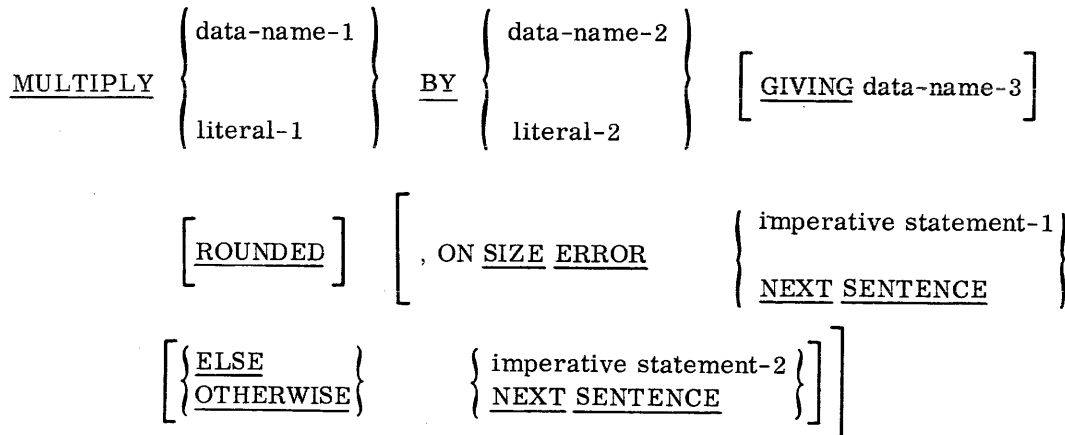 MULTIPLY { data-name-1 literal-1 } BY { data-name-2 literal-2 } [ GIVING data-name-3 ]
[ ROUNDED ] [ , ON SIZE ERROR { imperative statement-1 NEXT SENTENCE }
[ { ELSE OTHERWISE } { imperative statement-2 NEXT SENTENCE } ] ]